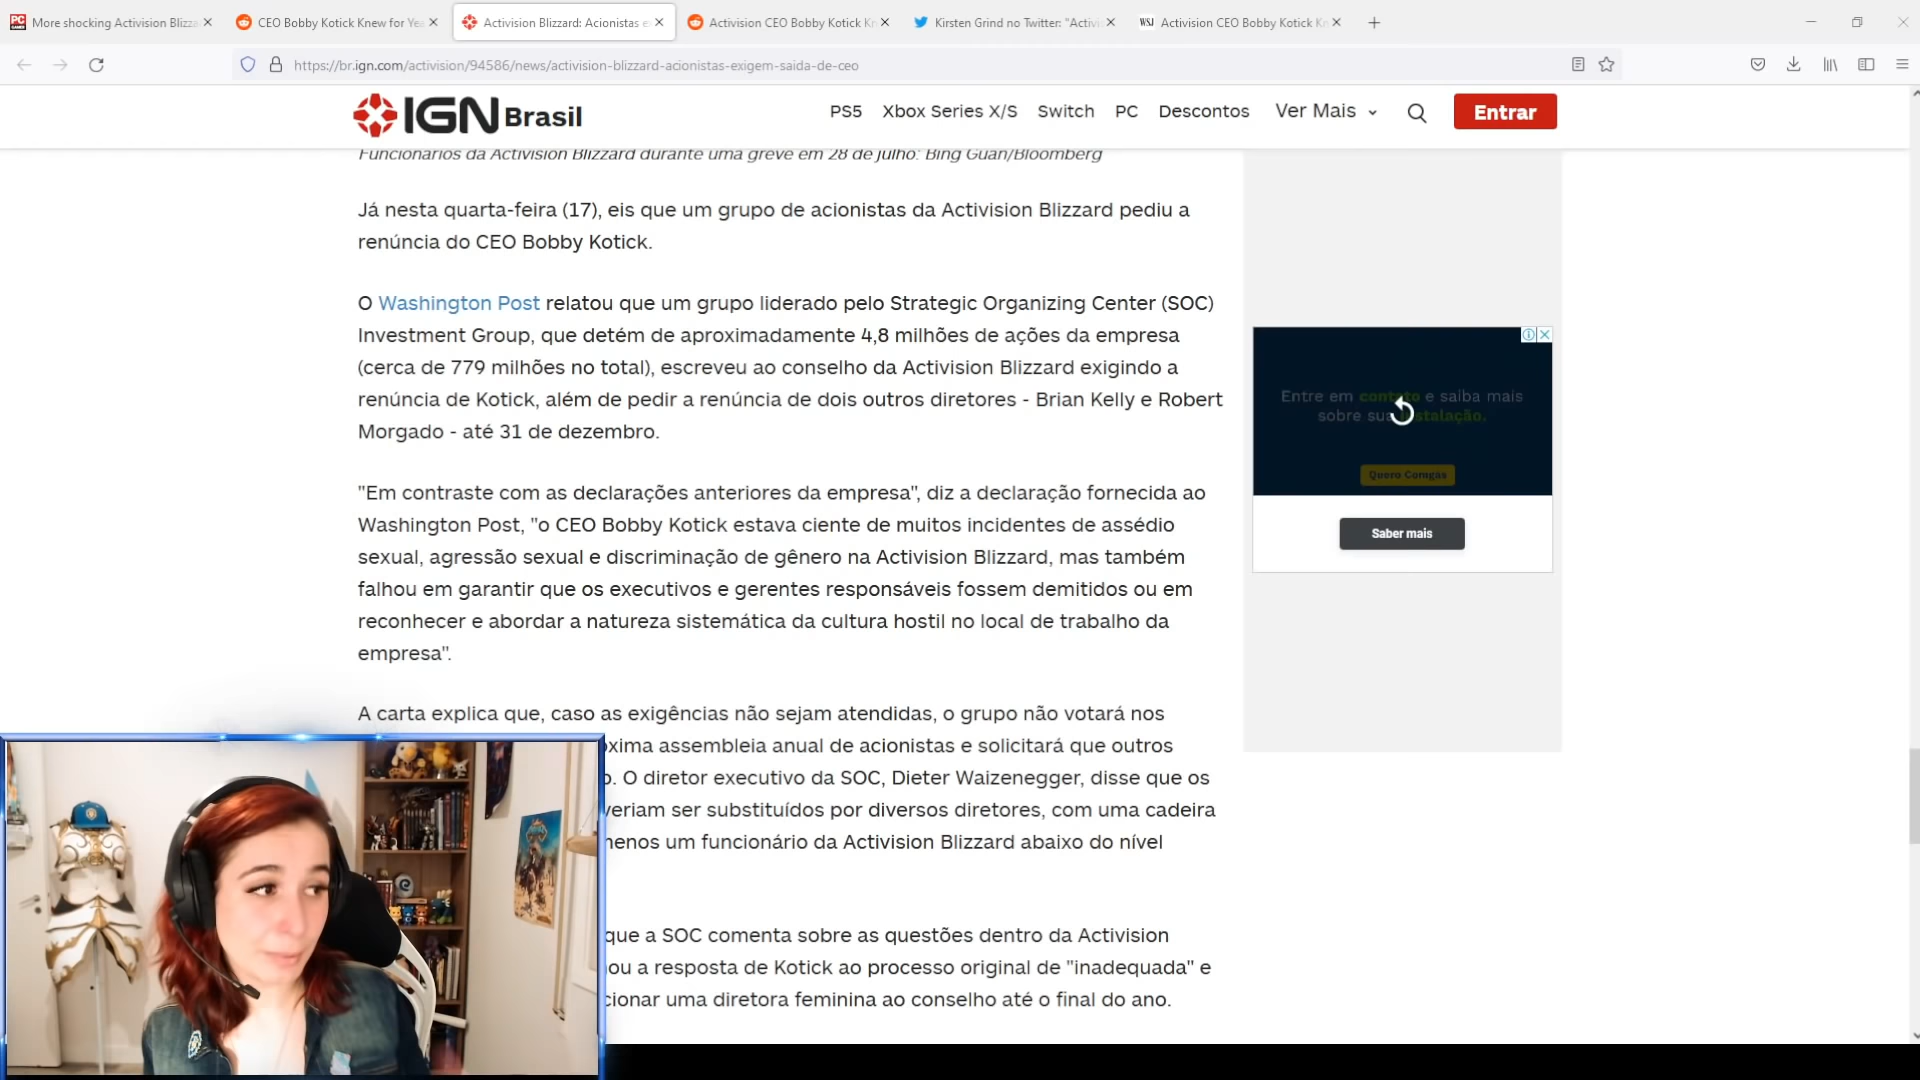 More shocking Activision Blizza
CEO Bobby Kotick Knew for Yea
Activision Blizzard: Acionistas e
Activision CEO Bobby Kotick Kn
Kirsten Grind no Twitter: "Activi
WSJ
Activision CEO Bobby Kotick Kn
https://br.ign.com/activision/94586/news/activision-blizzard-acionistas-exigem-saida-de-ceo
IGN Brasil
PS5
Xbox Series X/S
Switch
PC
Descontos
Ver Mais
Entrar
Funcionários da Activision Blizzard durante uma greve em 28 de julho: Bing Guan/Bloomberg
Já nesta quarta-feira (17), eis que um grupo de acionistas da Activision Blizzard pediu a
renúncia do CEO Bobby Kotick.
O Washington Post relatou que um grupo liderado pelo Strategic Organizing Center (SOC)
Investment Group, que detém de aproximadamente 4,8 milhões de ações da empresa
(cerca de 779 milhões no total), escreveu ao conselho da Activision Blizzard exigindo a
renúncia de Kotick, além de pedir a renúncia de dois outros diretores - Brian Kelly e Robert
Morgado - até 31 de dezembro.
"Em contraste com as declarações anteriores da empresa", diz a declaração fornecida ao
Washington Post, "o CEO Bobby Kotick estava ciente de muitos incidentes de assédio
sexual, agressão sexual e discriminação de gênero na Activision Blizzard, mas também
falhou em garantir que os executivos e gerentes responsáveis fossem demitidos ou em
reconhecer e abordar a natureza sistemática da cultura hostil no local de trabalho da
empresa".
A carta explica que, caso as exigências não sejam atendidas, o grupo não votará nos
óxima assembleia anual de acionistas e solicitará que outros
o. O diretor executivo da SOC, Dieter Waizenegger, disse que os
veriam ser substituídos por diversos diretores, com uma cadeira
menos um funcionário da Activision Blizzard abaixo do nível
que a SOC comenta sobre as questões dentro da Activision
nou a resposta de Kotick ao processo original de "inadequada" e
cionar uma diretora feminina ao conselho até o final do ano.
Entre em contato e saiba mais
sobre sua instalação.
Quero Comgás
Saber mais